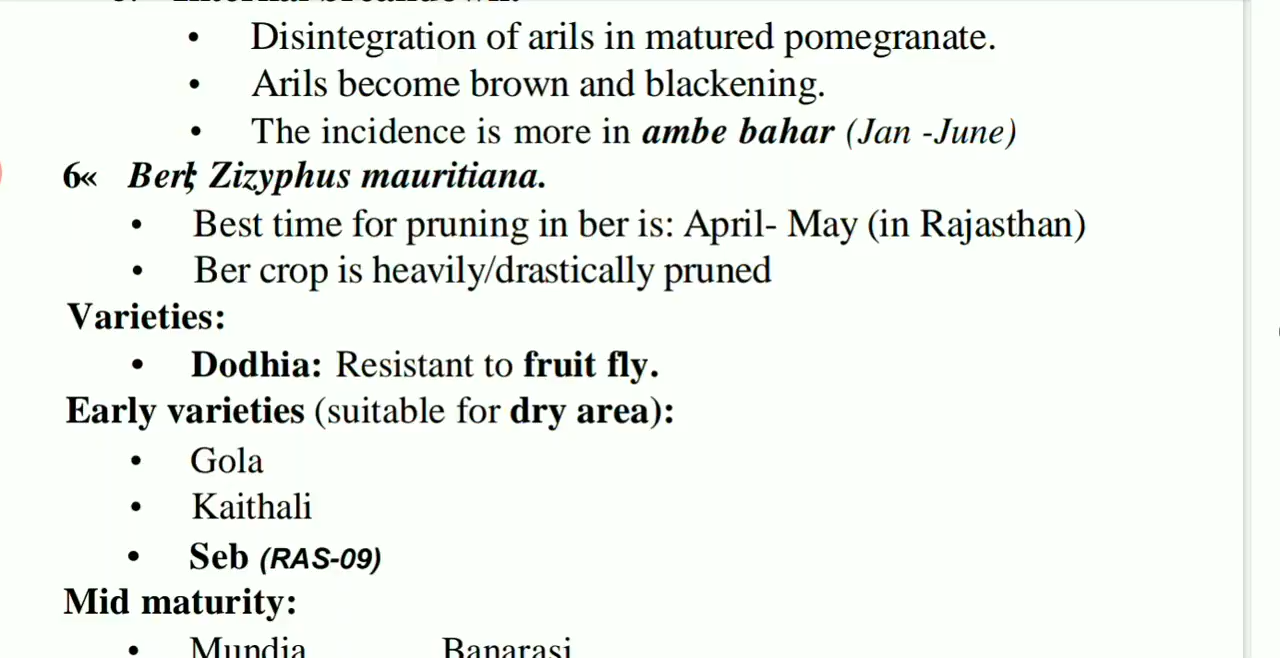 • Disintegration of arils in matured pomegranate.
• Arils become brown and blackening.
• The incidence is more in ambe bahar (Jan -June)
6« Ber; Zizyphus mauritiana.
• Best time for pruning in ber is: April- May (in Rajasthan)
• Ber crop is heavily/drastically pruned
Varieties:
• Dodhia: Resistant to fruit fly.
Early varieties (suitable for dry area):
• Gola
• Kaithali
• Seb (RAS-09)
Mid maturity:
• Mundia Banarasi